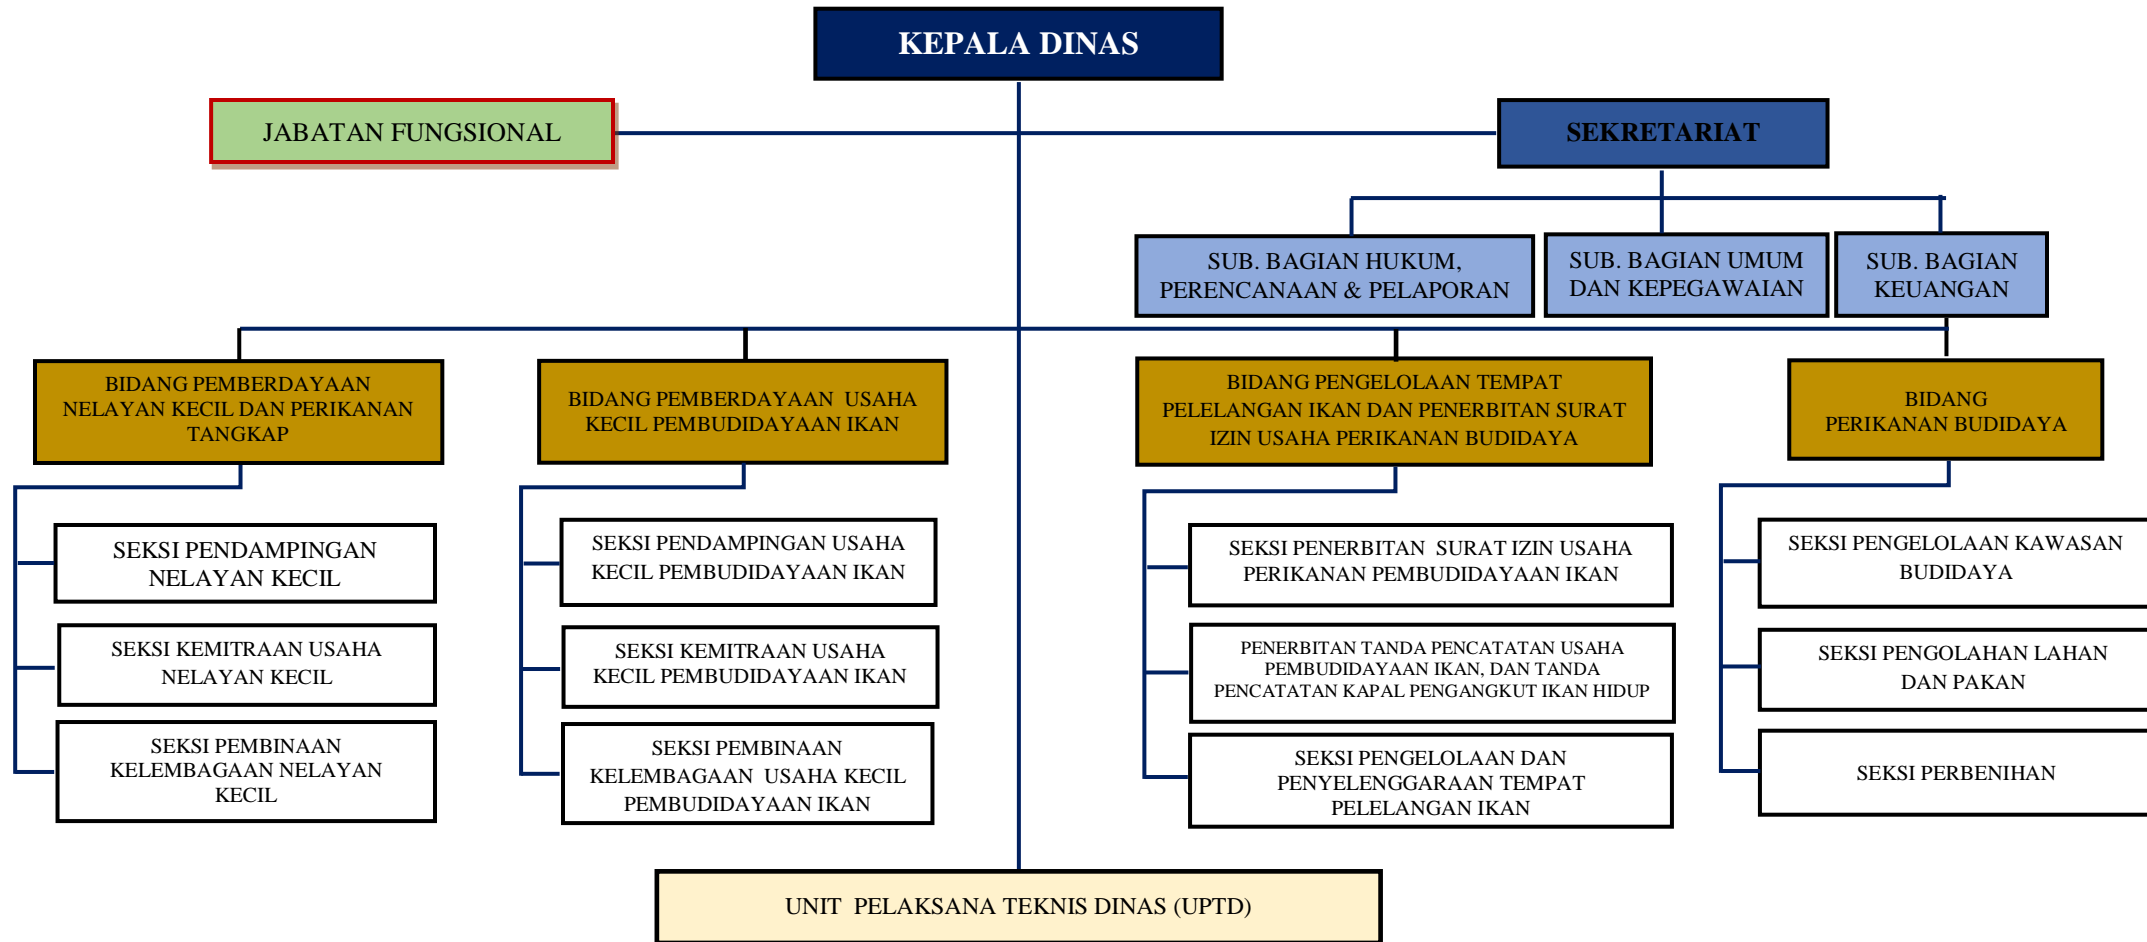 KEPALA DINAS
JABATAN FUNGSIONAL
SEKRETARIAT
SUB. BAGIAN HUKUM,
PERENCANAAN & PELAPORAN
SUB. BAGIAN UMUM
DAN KEPEGAWAIAN
SUB. BAGIAN
KEUANGAN
BIDANG PEMBERDAYAAN
NELAYAN KECIL DAN PERIKANAN
TANGKAP
BIDANG PEMBERDAYAAN USAHA
KECIL PEMBUDIDAYAAN IKAN
BIDANG PENGELOLAAN TEMPAT
PELELANGAN IKAN DAN PENERBITAN SURAT
IZIN USAHA PERIKANAN BUDIDAYA
BIDANG
PERIKANAN BUDIDAYA
SEKSI PENDAMPINGAN
NELAYAN KECIL
SEKSI KEMITRAAN USAHA
NELAYAN KECIL
SEKSI PEMBINAAN
KELEMBAGAAN NELAYAN
KECIL
SEKSI PENDAMPINGAN USAHA
KECIL PEMBUDIDAYAAN IKAN
SEKSI KEMITRAAN USAHA
KECIL PEMBUDIDAYAAN IKAN
SEKSI PEMBINAAN
KELEMBAGAAN USAHA KECIL
PEMBUDIDAYAAN IKAN
SEKSI PENERBITAN SURAT IZIN USAHA
PERIKANAN PEMBUDIDAYAAN IKAN
PENERBITAN TANDA PENCATATAN USAHA
PEMBUDIDAYAAN IKAN, DAN TANDA
PENCATATAN KAPAL PENGANGKUT IKAN HIDUP
SEKSI PENGELOLAAN DAN
PENYELENGGARAAN TEMPAT
PELELANGAN IKAN
SEKSI PENGELOLAAN KAWASAN
BUDIDAYA
SEKSI PENGOLAHAN LAHAN
DAN PAKAN
SEKSI PERBENIHAN
UNIT PELAKSANA TEKNIS DINAS (UPTD)